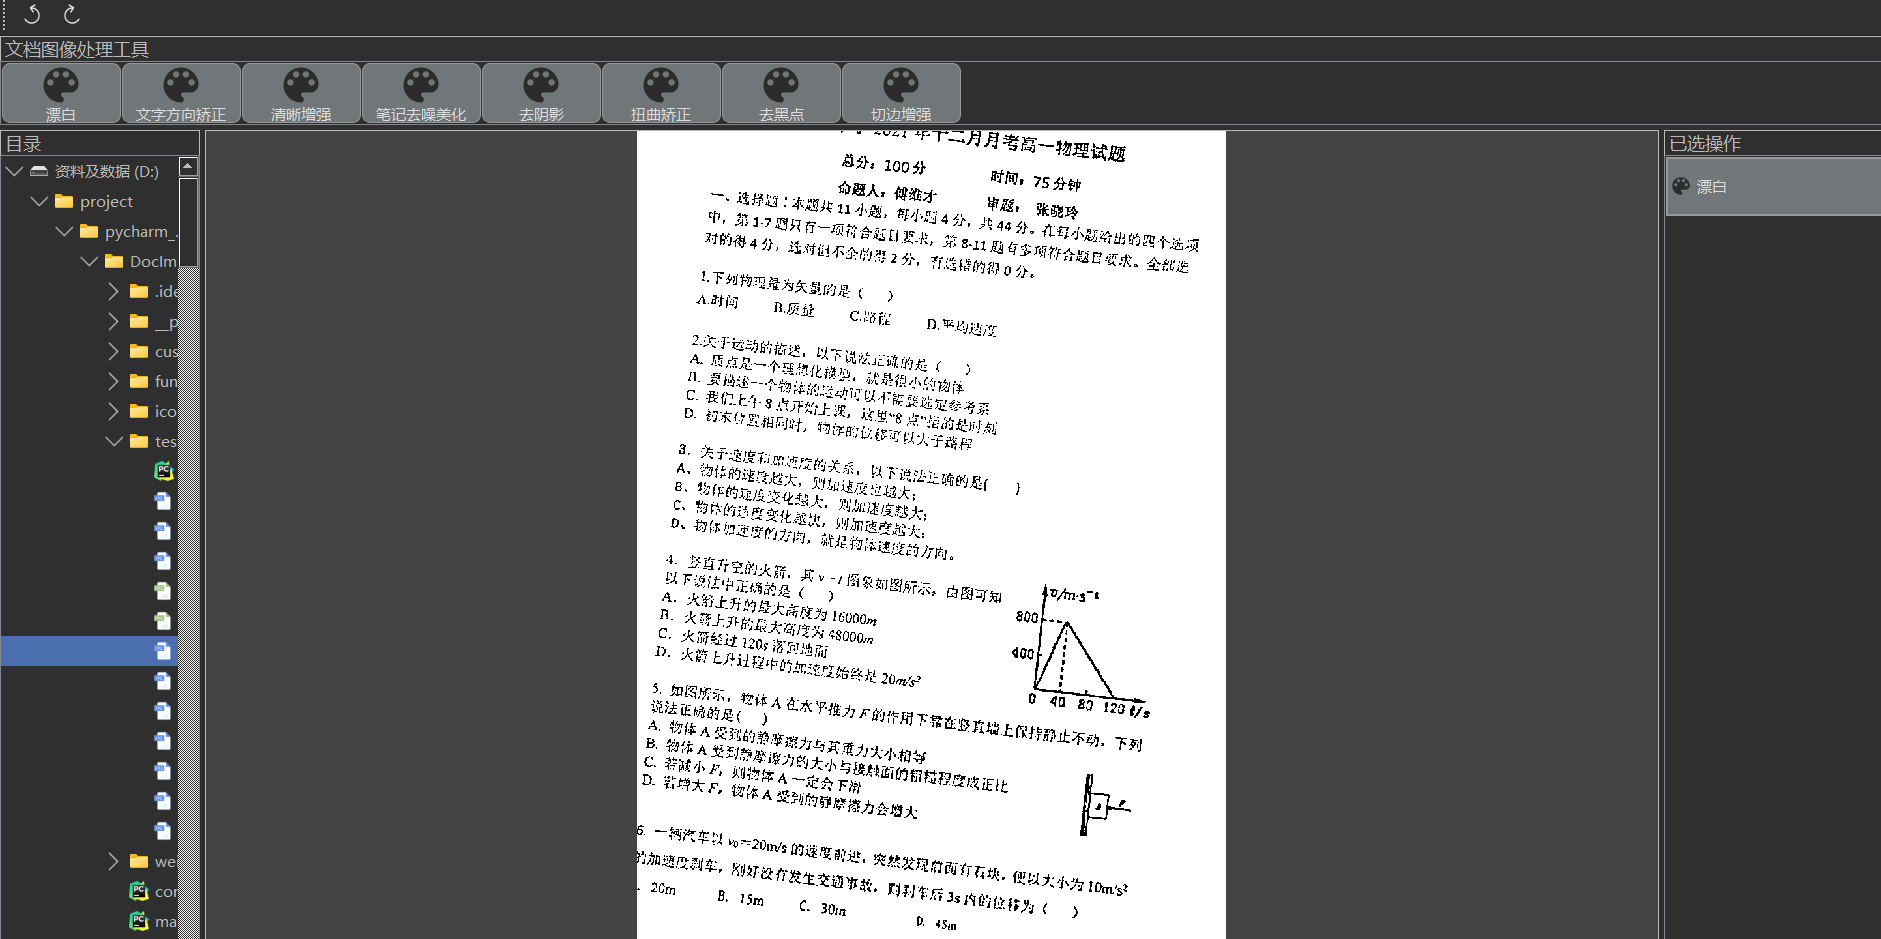 文档图像处理工具
漂白
文字方向矫正
清晰增强
笔记去噪美化
去阴影
扭曲矫正
去黑点
切边增强
目录
资料及数据 (D:)
project
pycharm_.
DocIm
.ide
__p
cus
fun
ico
tes
we
cor
ma
2021 年十二月月考高一物理试题
总分：100 分
时间：75 分钟
命题人：傅维才
审题： 张晓玲
一、选择题：本题共 11 小题，每小题 4 分，共 44 分。在每小题给出的四个选项
中，第 1-7 题只有一项符合题目要求，第 8-11 题有多项符合题目要求。全部选
对的得 4 分，选对但不全的得 2 分，有选错的得 0 分。
1.下列物理量为矢量的是（ ）
A.时间 B.质量 C.路程 D.平均速度
2.关于运动的描述，以下说法正确的是（ ）
A. 质点是一个理想化模型，就是很小的物体
B. 要描述一个物体的运动可以不需要选定参考系
C. 我们上午 8 点开始上课，这里“8 点”指的是时刻
D. 初末位置相同时，物体的位移可以大于路程
3. 关于速度和加速度的关系，以下说法正确的是( )
A、物体的速度越大，则加速度也越大；
B、物体的速度变化越大，则加速度越大；
C、物体的速度变化越快，则加速度越大；
D、物体加速度的方向，就是物体速度的方向。
4. 竖直升空的火箭，其 v－t 图象如图所示，由图可知
以下说法中正确的是（ ）
A. 火箭上升的最大高度为 16000m
B. 火箭上升的最大高度为 48000m
C. 火箭经过 120s 落回地面
D. 火箭上升过程中的加速度始终是 20m/s²
v/m·s⁻¹
800
400
0 40 80 120 t/s
5. 如图所示，物体 A 在水平推力 F 的作用下靠在竖直墙上保持静止不动，下列
说法正确的是( )
A. 物体 A 受到的静摩擦力与其重力大小相等
B. 物体 A 受到静摩擦力的大小与接触面的粗糙程度成正比
C. 若减小 F，则物体 A 一定会下滑
D. 若增大 F，物体 A 受到的静摩擦力会增大
A F
6. 一辆汽车以 v₀=20m/s 的速度前进，突然发现前面有石块，便以大小为 10m/s²
的加速度刹车，刚好没有发生交通事故，则刹车后 3s 内的位移为（ ）
. 20m B. 15m C. 30m D. 45m
已选操作
漂白